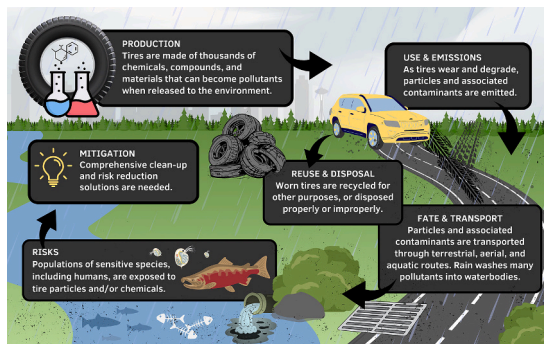 PRODUCTION
Tires are made of thousands of
chemicals, compounds, and
materials that can become pollutants
when released to the environment.
USE & EMISSIONS
As tires wear and degrade,
particles and associated
contaminants are emitted.
REUSE & DISPOSAL
Worn tires are recycled for
other purposes, or disposed
properly or improperly.
FATE & TRANSPORT
Particles and associated
contaminants are transported
through terrestrial, aerial, and
aquatic routes. Rain washes many
pollutants into waterbodies.
RISKS
Populations of sensitive species,
including humans, are exposed to
tire particles and/or chemicals.
MITIGATION
Comprehensive clean-up
and risk reduction
solutions are needed.